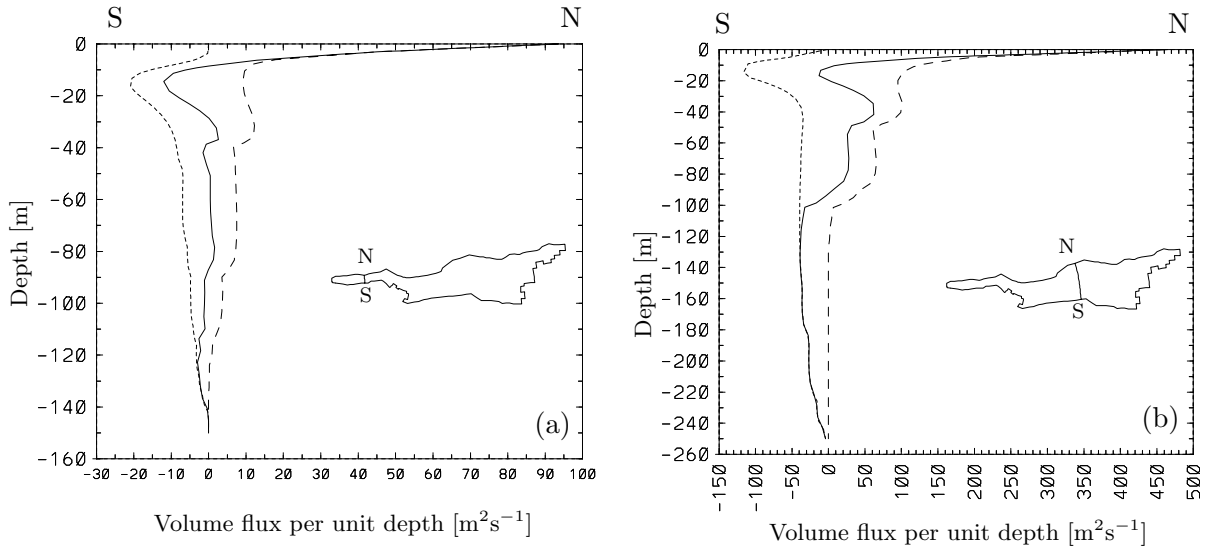 S N
0
-20
-40
-60
-80
-100
-120
-140
-160
-30 -20 -10 0 10 20 30 40 50 60 70 80 90 100
Depth [m]
Volume flux per unit depth [m²s⁻¹]
N
S
(a)
S N
0
-20
-40
-60
-80
-100
-120
-140
-160
-180
-200
-220
-240
-260
-150 -100 -50 0 50 100 150 200 250 300 350 400 450 500
Depth [m]
Volume flux per unit depth [m²s⁻¹]
N
S
(b)